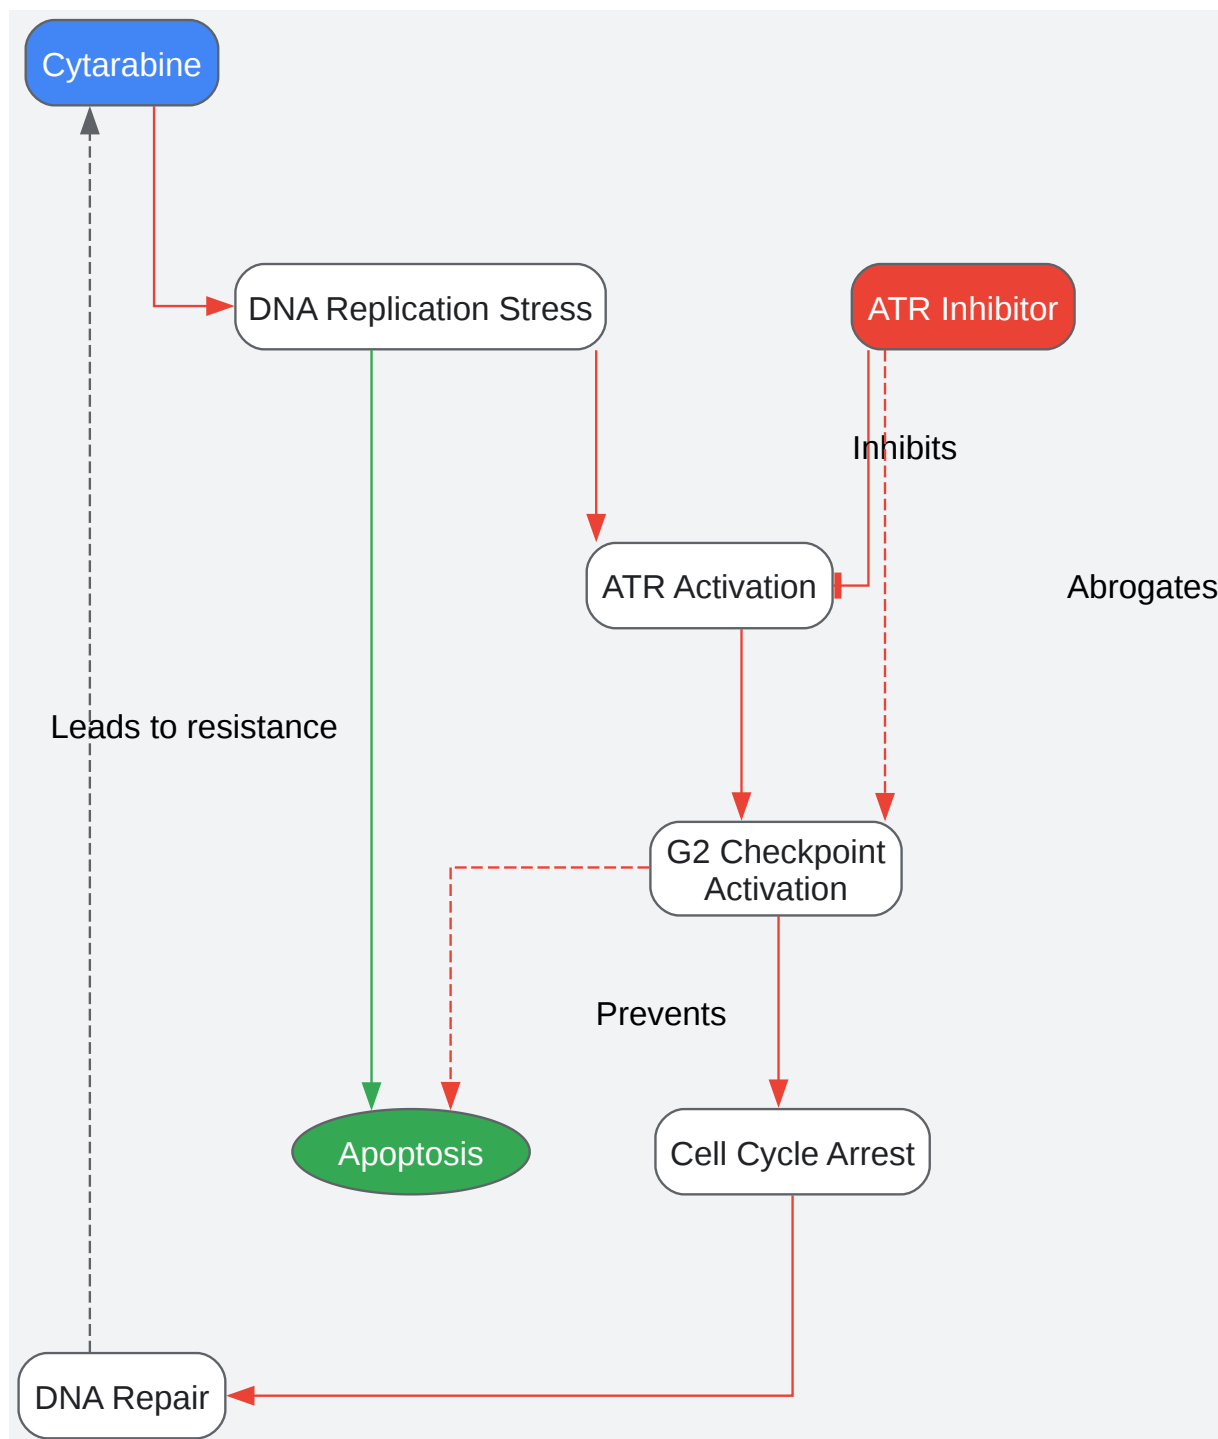 Cytarabine
DNA Replication Stress
ATR Inhibitor
Inhibits
ATR Activation
Abrogates
Leads to resistance
G2 Checkpoint
Activation
Prevents
Apoptosis
Cell Cycle Arrest
DNA Repair